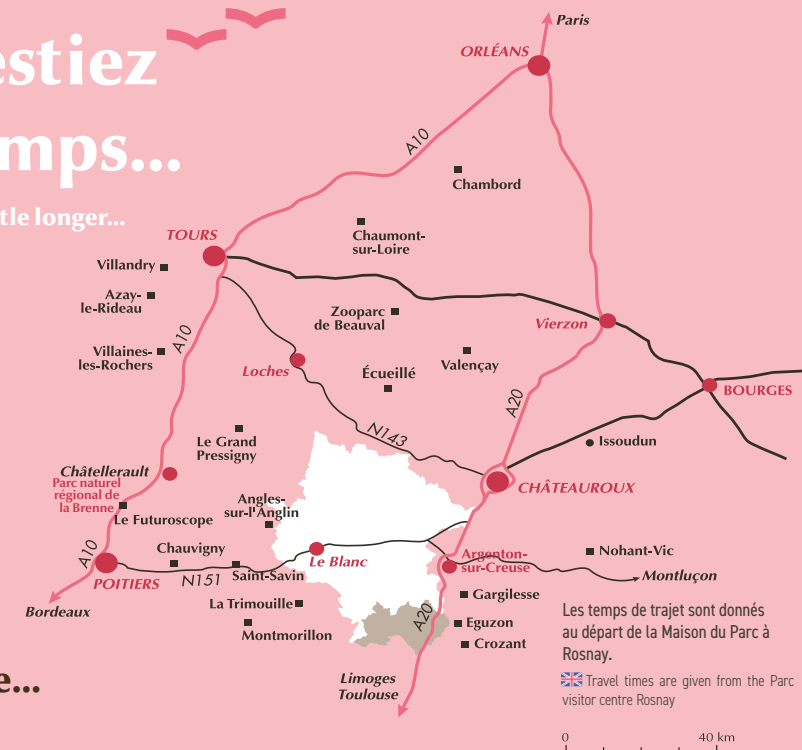 estiez
mps...
tle longer...
Paris
ORLÉANS
A10
Chambord
Chaumont-
sur-Loire
TOURS
Villandry
Azay-
le-Rideau
Zooparc
de Beauval
Vierzon
A10
Villaines-
les-Rochers
Loches
Écueillé
Valençay
A20
BOURGES
N143
Issoudun
Le Grand
Pressigny
Châtellerault
Parc naturel
régional de
la Brenne
Le Futuroscope
Angles-
sur-l'Anglin
CHÂTEAUROUX
A10
Chauvigny
Le Blanc
Argenton-
sur-Creuse
Nohant-Vic
POITIERS
N151
Saint-Savin
Montluçon
Bordeaux
La Trimouille
Montmorillon
Gargilesse
A20
Eguzon
Crozant
Limoges
Toulouse
Les temps de trajet sont donnés
au départ de la Maison du Parc à
Rosnay.
Travel times are given from the Parc
visitor centre Rosnay
e...
0
40 km